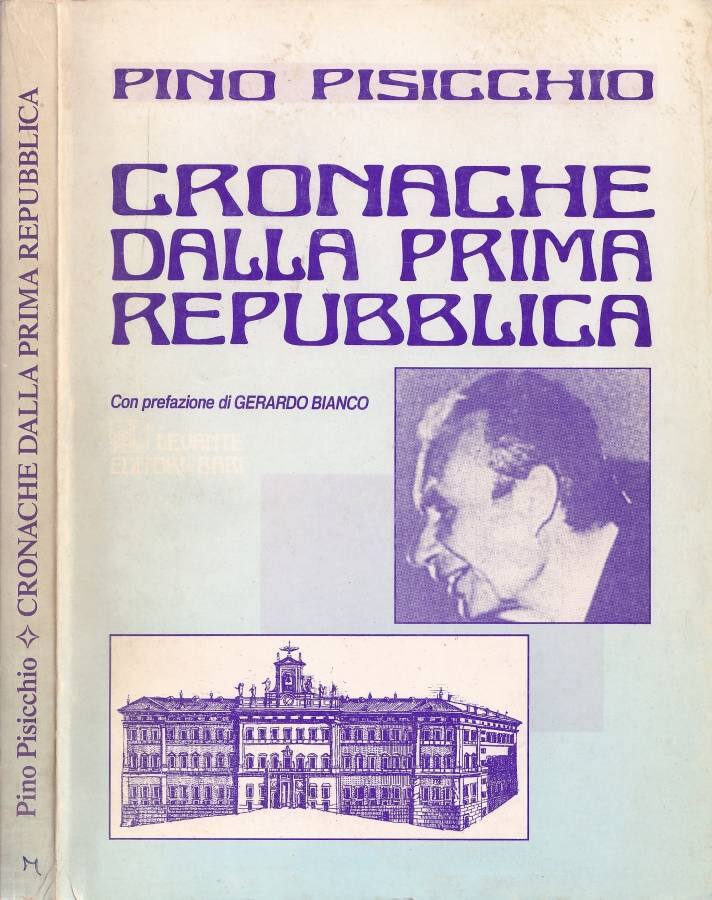 Pino Pisicchio ✧ CRONACHE DALLA PRIMA REPUBBLICA
PINO PISICCHIO
CRONACHE
DALLA PRIMA
REPUBBLICA
Con prefazione di GERARDO BIANCO
LEVANTE
EDITORI-BARI